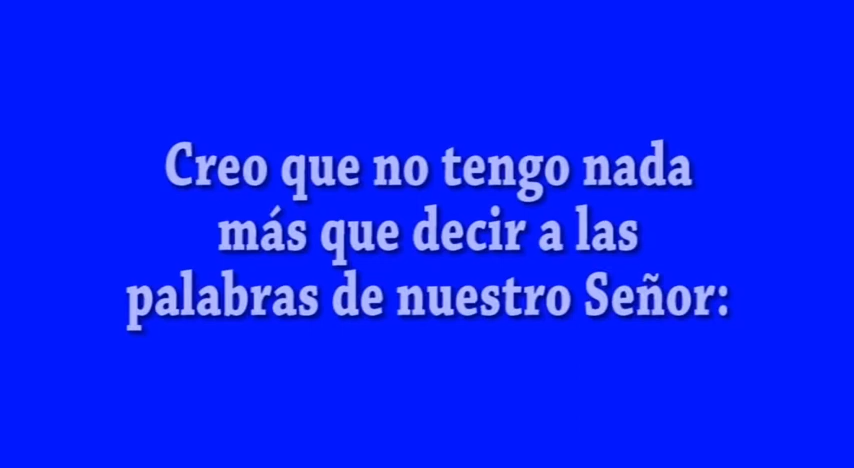 Creo que no tengo nada
más que decir a las
palabras de nuestro Señor: